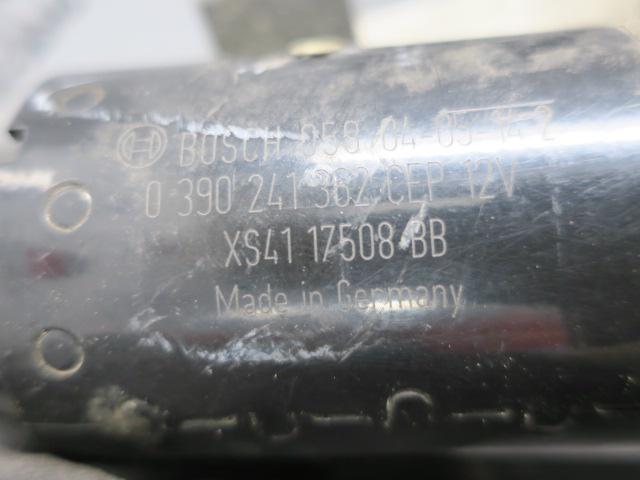 BOSCH 058 04-05-14-2
0 390 241 362 CEP 12V
XS41 17508 BB
Made in Germany